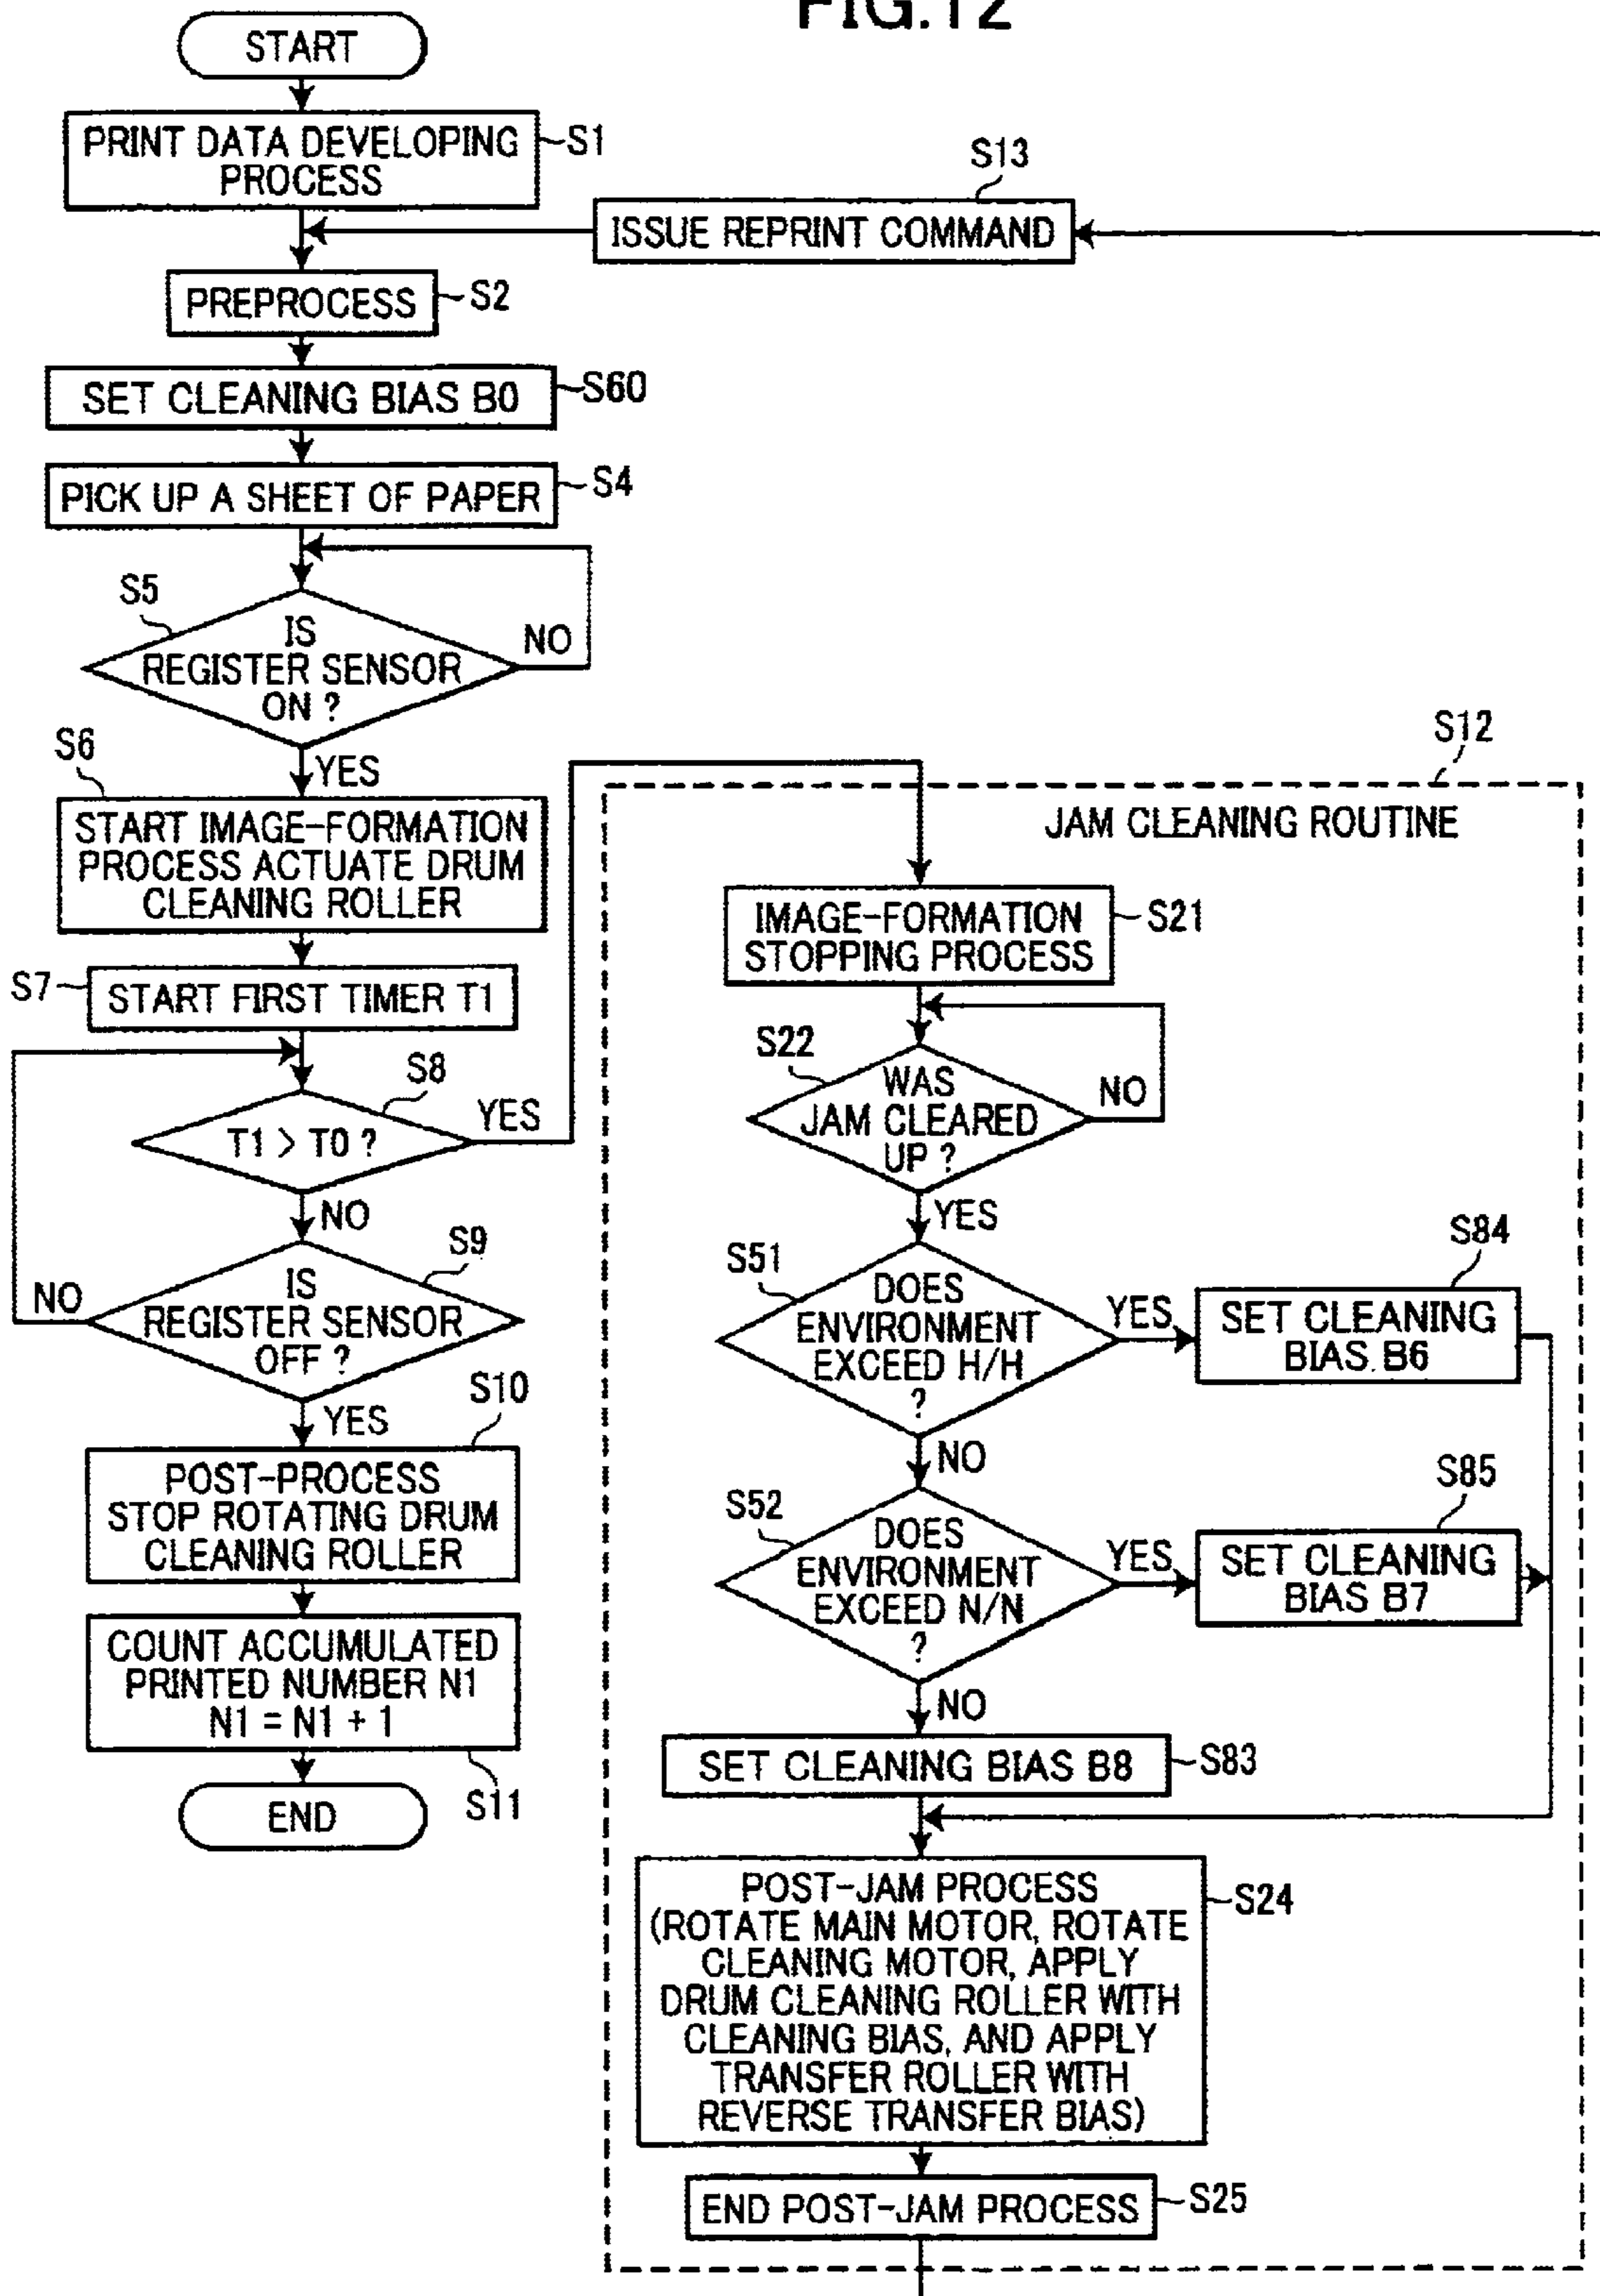 FIG.12
START
PRINT DATA DEVELOPING
PROCESS
S1
S13
ISSUE REPRINT COMMAND
PREPROCESS
S2
SET CLEANING BIAS B0
S60
PICK UP A SHEET OF PAPER
S4
S5
IS
REGISTER SENSOR
ON ?
NO
YES
S6
START IMAGE-FORMATION
PROCESS ACTUATE DRUM
CLEANING ROLLER
S7
START FIRST TIMER T1
S8
T1 > T0 ?
YES
NO
S9
IS
REGISTER SENSOR
OFF ?
NO
YES
S10
POST-PROCESS
STOP ROTATING DRUM
CLEANING ROLLER
COUNT ACCUMULATED
PRINTED NUMBER N1
N1 = N1 + 1
S11
END
S12
JAM CLEANING ROUTINE
IMAGE-FORMATION
STOPPING PROCESS
S21
S22
WAS
JAM CLEARED
UP ?
NO
YES
S51
DOES
ENVIRONMENT
EXCEED H/H
?
YES
S84
SET CLEANING
BIAS. B6
NO
S52
DOES
ENVIRONMENT
EXCEED N/N
?
YES
S85
SET CLEANING
BIAS B7
NO
SET CLEANING BIAS B8
S83
POST-JAM PROCESS
(ROTATE MAIN MOTOR, ROTATE
CLEANING MOTOR, APPLY
DRUM CLEANING ROLLER WITH
CLEANING BIAS, AND APPLY
TRANSFER ROLLER WITH
REVERSE TRANSFER BIAS)
S24
END POST-JAM PROCESS
S25